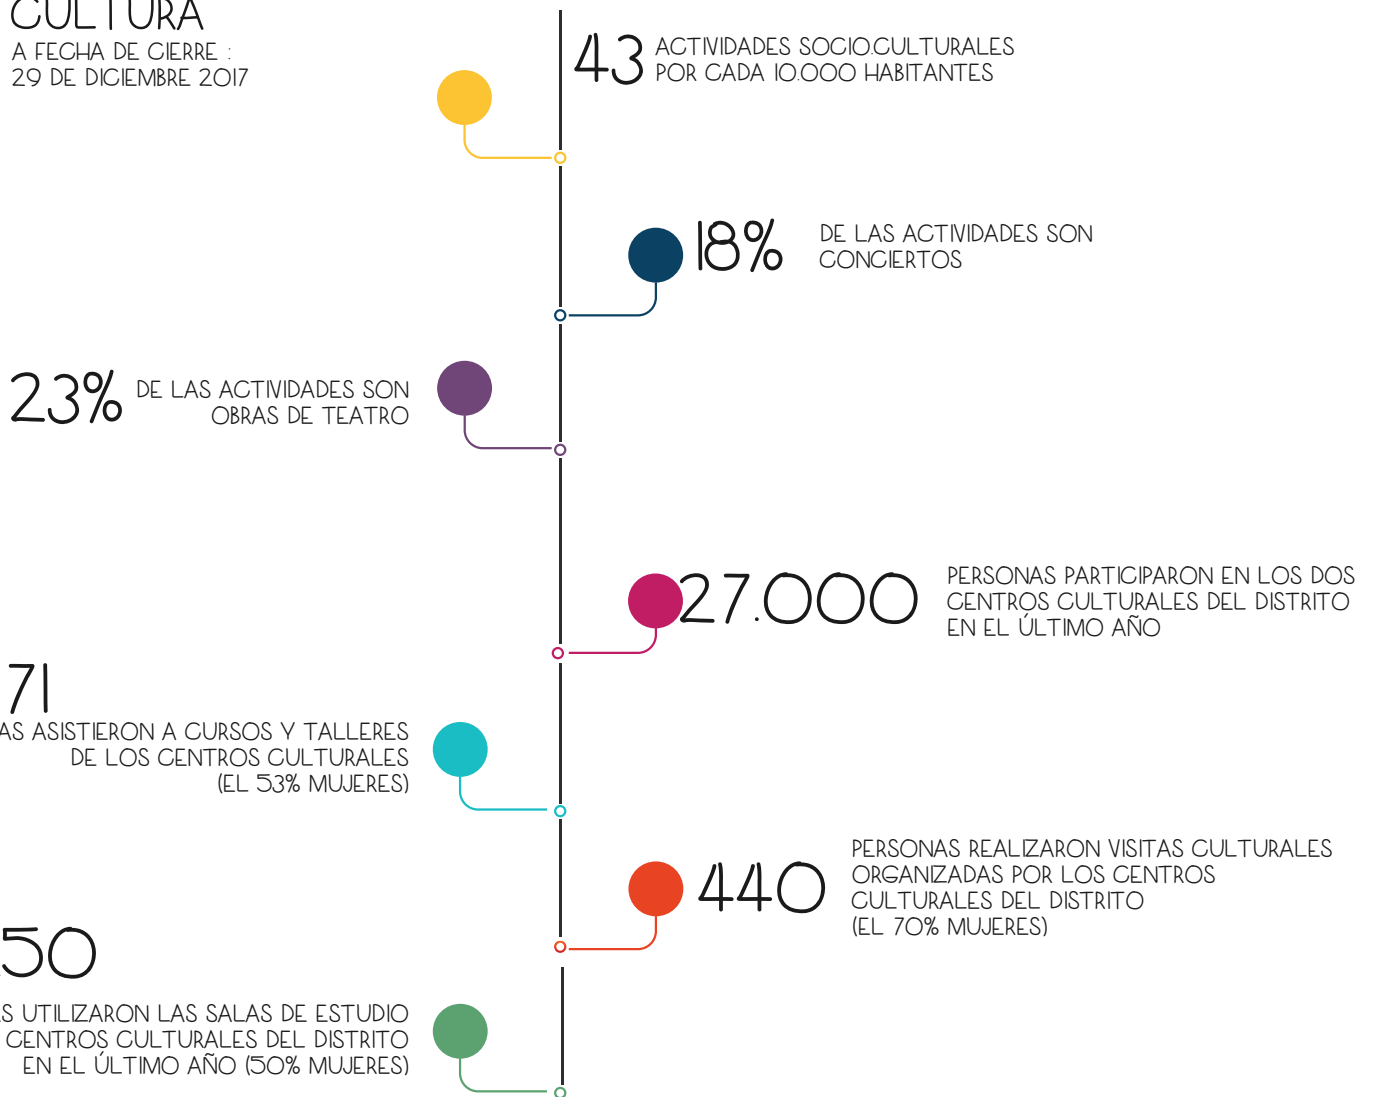 CULTURA
A FECHA DE CIERRE :
29 DE DICIEMBRE 2017
43
ACTIVIDADES SOCIO.CULTURALES
POR CADA 10.000 HABITANTES
18%
DE LAS ACTIVIDADES SON
CONCIERTOS
23%
DE LAS ACTIVIDADES SON
OBRAS DE TEATRO
27.000
PERSONAS PARTICIPARON EN LOS DOS
CENTROS CULTURALES DEL DISTRITO
EN EL ÚLTIMO AÑO
71
AS ASISTIERON A CURSOS Y TALLERES
DE LOS CENTROS CULTURALES
(EL 53% MUJERES)
440
PERSONAS REALIZARON VISITAS CULTURALES
ORGANIZADAS POR LOS CENTROS
CULTURALES DEL DISTRITO
(EL 70% MUJERES)
50
S UTILIZARON LAS SALAS DE ESTUDIO
CENTROS CULTURALES DEL DISTRITO
EN EL ÚLTIMO AÑO (50% MUJERES)